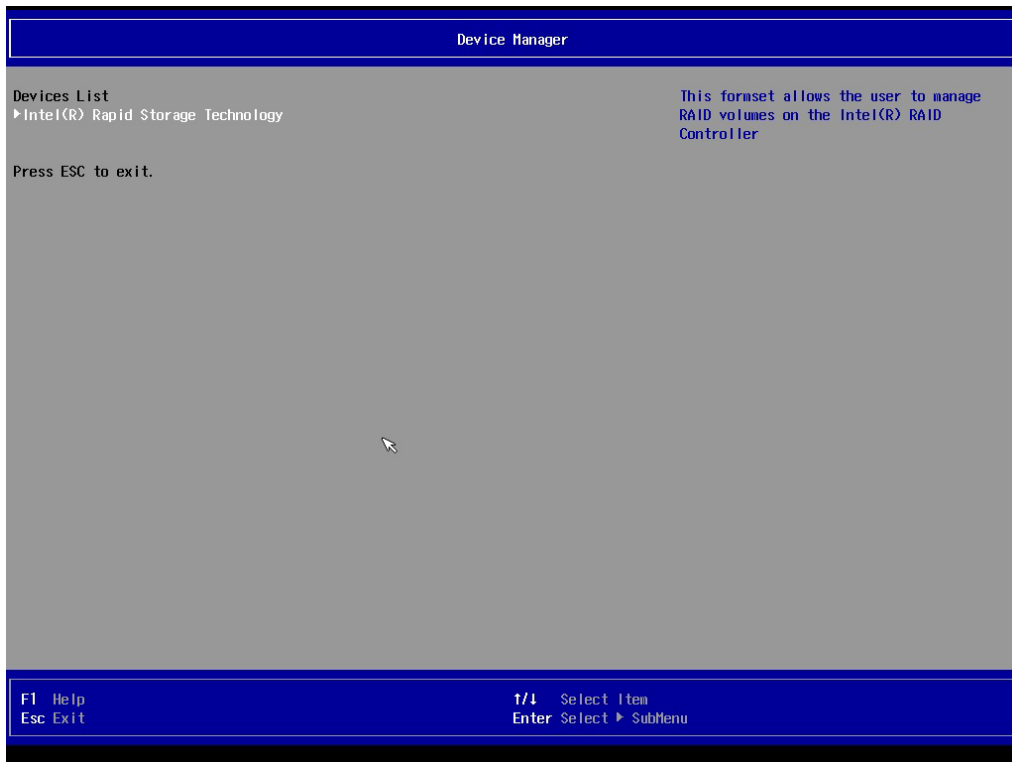 Device Manager
Devices List
▶Intel(R) Rapid Storage Technology
Press ESC to exit.
This formset allows the user to manage
RAID volumes on the Intel(R) RAID
Controller
F1 Help
Esc Exit
↑/↓ Select Item
Enter Select ▶ SubMenu